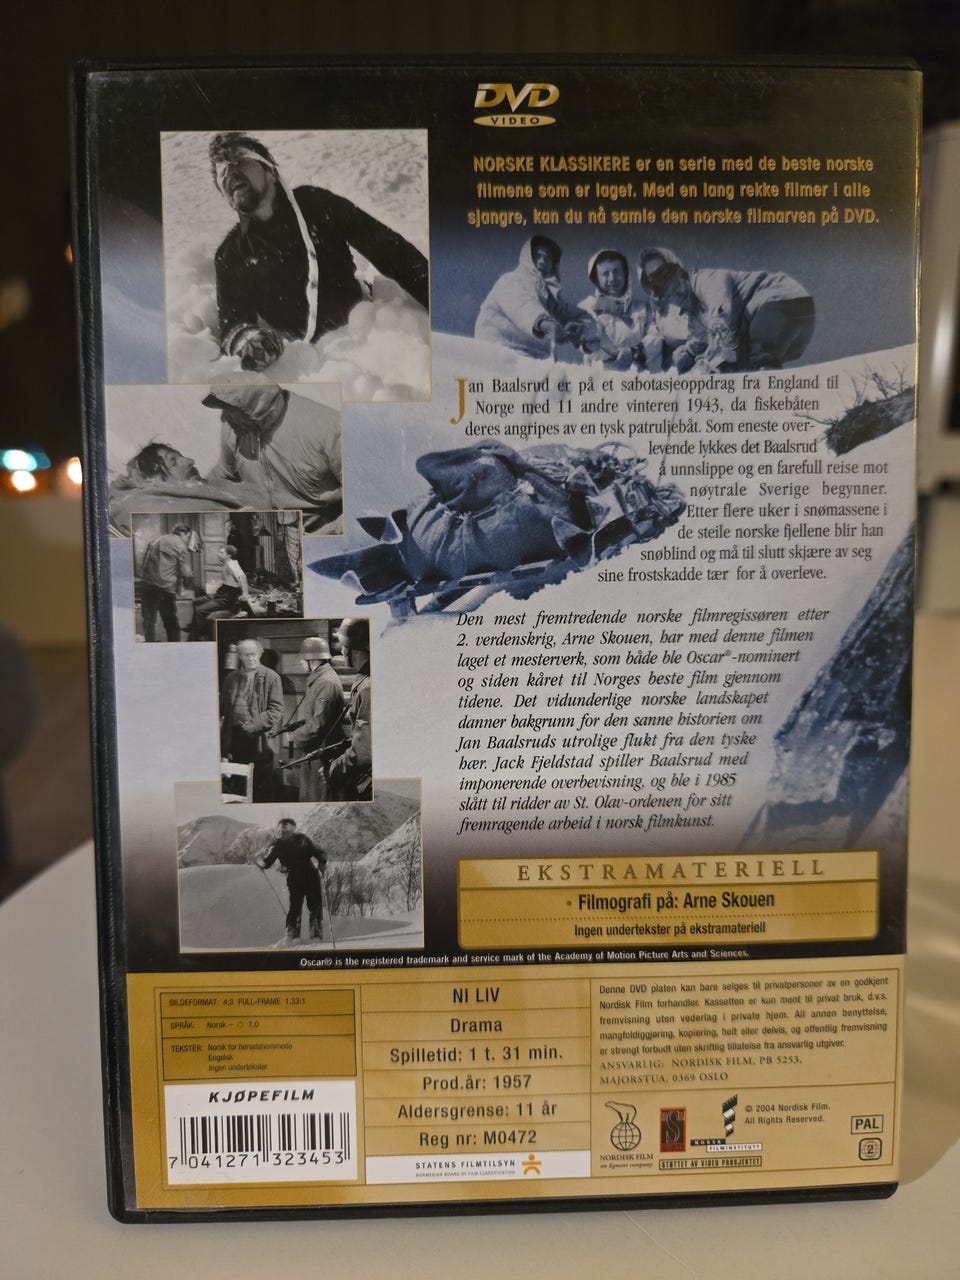 DVD
VIDEO
NORSKE KLASSIKERE er en serie med de beste norske
filmene som er laget. Med en lang rekke filmer i alle
sjangre, kan du nå samle den norske filmarven på DVD.
Jan Baalsrud er på et sabotasjeoppdrag fra England til
Norge med 11 andre vinteren 1943, da fiskebåten
deres angripes av en tysk patruljebåt. Som eneste over-
levende lykkes det Baalsrud
å unnslippe og en farefull reise mot
nøytrale Sverige begynner.
Etter flere uker i snømassene i
de steile norske fjellene blir han
snøblind og må til slutt skjære av seg
sine frostskadde tær for å overleve.
Den mest fremtredende norske filmregissøren etter
2. verdenskrig, Arne Skouen, har med denne filmen
laget et mesterverk, som både ble Oscar®-nominert
og siden kåret til Norges beste film gjennom
tidene. Det vidunderlige norske landskapet
danner bakgrunn for den sanne historien om
Jan Baalsruds utrolige flukt fra den tyske
hær. Jack Fjeldstad spiller Baalsrud med
imponerende overbevisning, og ble i 1985
slått til ridder av St. Olav-ordenen for sitt
fremragende arbeid i norsk filmkunst.
EKSTRAMATERIELL
• Filmografi på: Arne Skouen
Ingen undertekster på ekstramateriell
Oscar® is the registered trademark and service mark of the Academy of Motion Picture Arts and Sciences.
BILDEFORMAT: 4:3 FULL-FRAME 1.33:1
SPRÅK: Norsk – 1.0
TEKSTER: Norsk for hørselshemmede
Engelsk
Ingen undertekster
KJØPEFILM
7 041271 323453
NI LIV
Drama
Spilletid: 1 t. 31 min.
Prod.år: 1957
Aldersgrense: 11 år
Reg nr: M0472
STATENS FILMTILSYN
NORWEGIAN BOARD OF FILM CLASSIFICATION
Denne DVD platen kan bare selges til privatpersoner av en godkjent
Nordisk Film forhandler. Kassetten er kun ment til privat bruk, d.v.s.
fremvisning uten vederlag i private hjem. All annen benyttelse,
mangfoldiggjøring, kopiering, helt eller delvis, og offentlig fremvisning
er strengt forbudt uten skriftlig tillatelse fra ansvarlig utgiver.
ANSVARLIG: NORDISK FILM, PB 5253,
MAJORSTUA, 0369 OSLO
NORDISK FILM
an Egmont company
NORSK
FILMINSTITUTT
STØTTET AV VIDEO PROSJEKTET
© 2004 Nordisk Film.
All Rights Reserved.
PAL
2